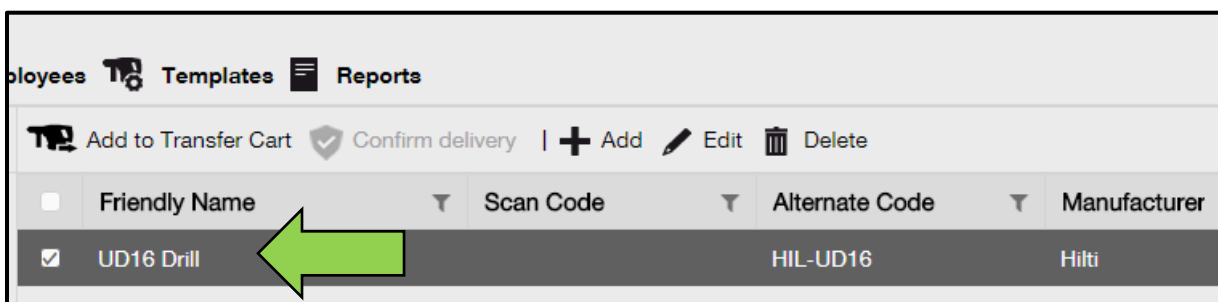 ployees Templates Reports
Add to Transfer Cart Confirm delivery | Add Edit Delete
Friendly Name Scan Code Alternate Code Manufacturer
UD16 Drill HIL-UD16 Hilti